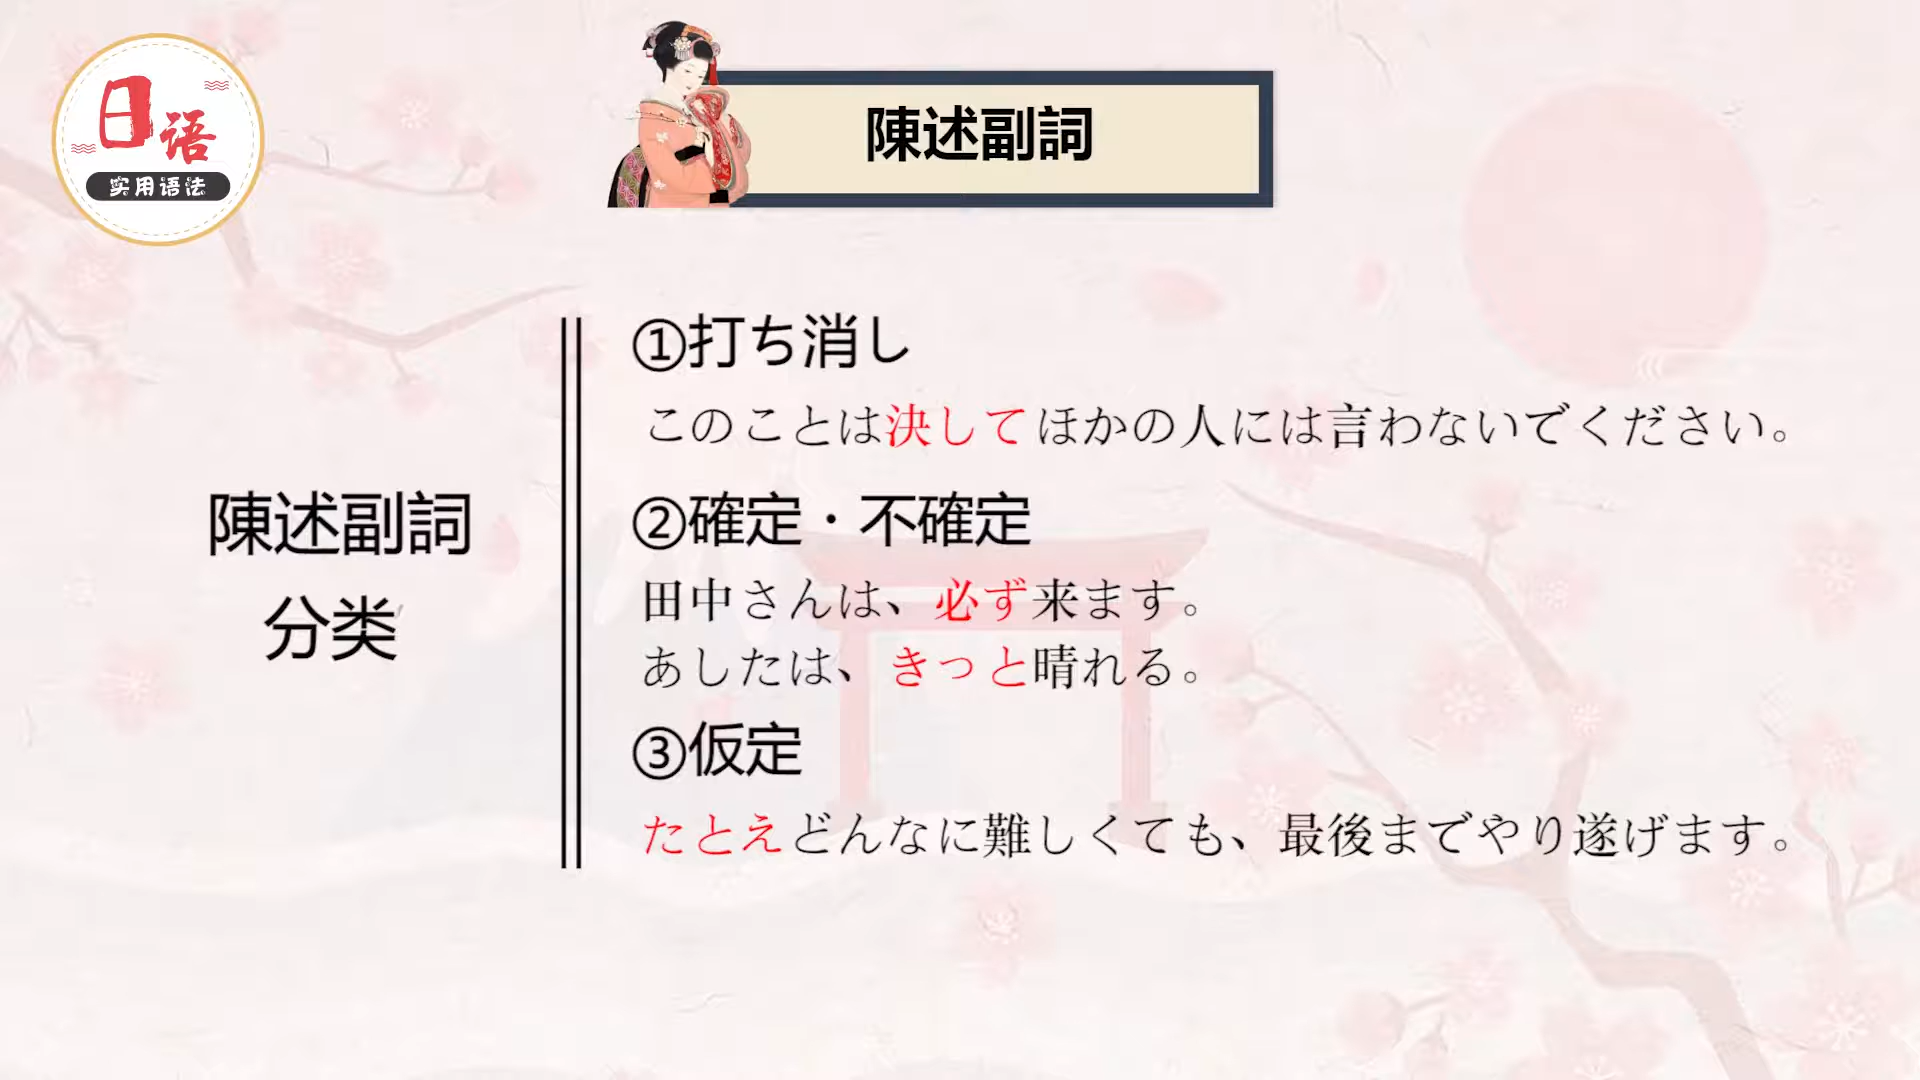 日语
实用语法
陳述副詞
陳述副詞
分类
①打ち消し
このことは決してほかの人には言わないでください。
②確定・不確定
田中さんは、必ず来ます。
あしたは、きっと晴れる。
③仮定
たとえどんなに難しくても、最後までやり遂げます。